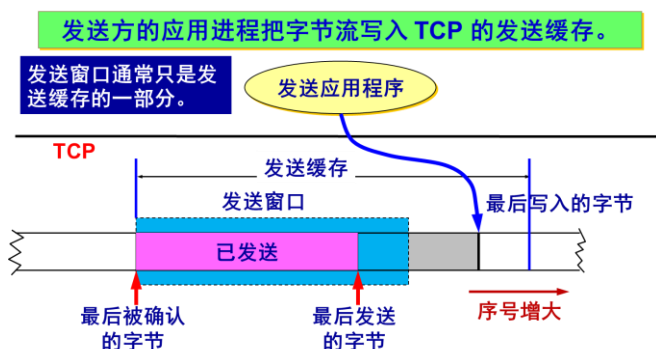 发送方的应用进程把字节流写入 TCP 的发送缓存。
发送窗口通常只是发
送缓存的一部分。
发送应用程序
TCP
发送缓存
发送窗口
最后写入的字节
已发送
最后被确认
的字节
最后发送
的字节
序号增大